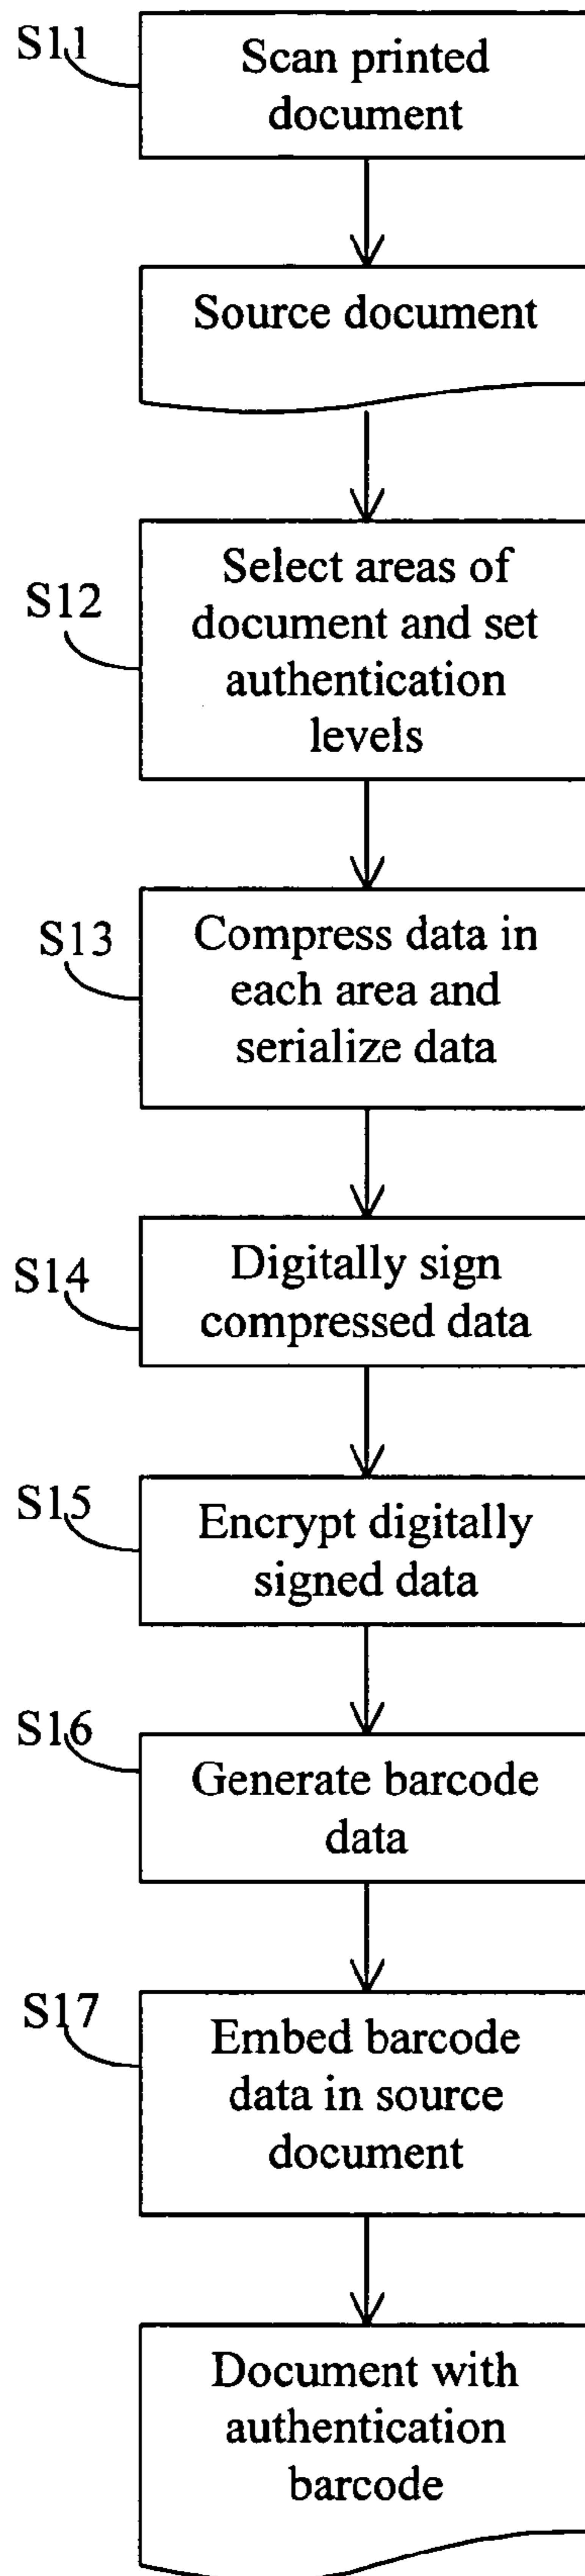 S11
Scan printed
document
Source document
S12
Select areas of
document and set
authentication
levels
S13
Compress data in
each area and
serialize data
S14
Digitally sign
compressed data
S15
Encrypt digitally
signed data
S16
Generate barcode
data
S17
Embed barcode
data in source
document
Document with
authentication
barcode